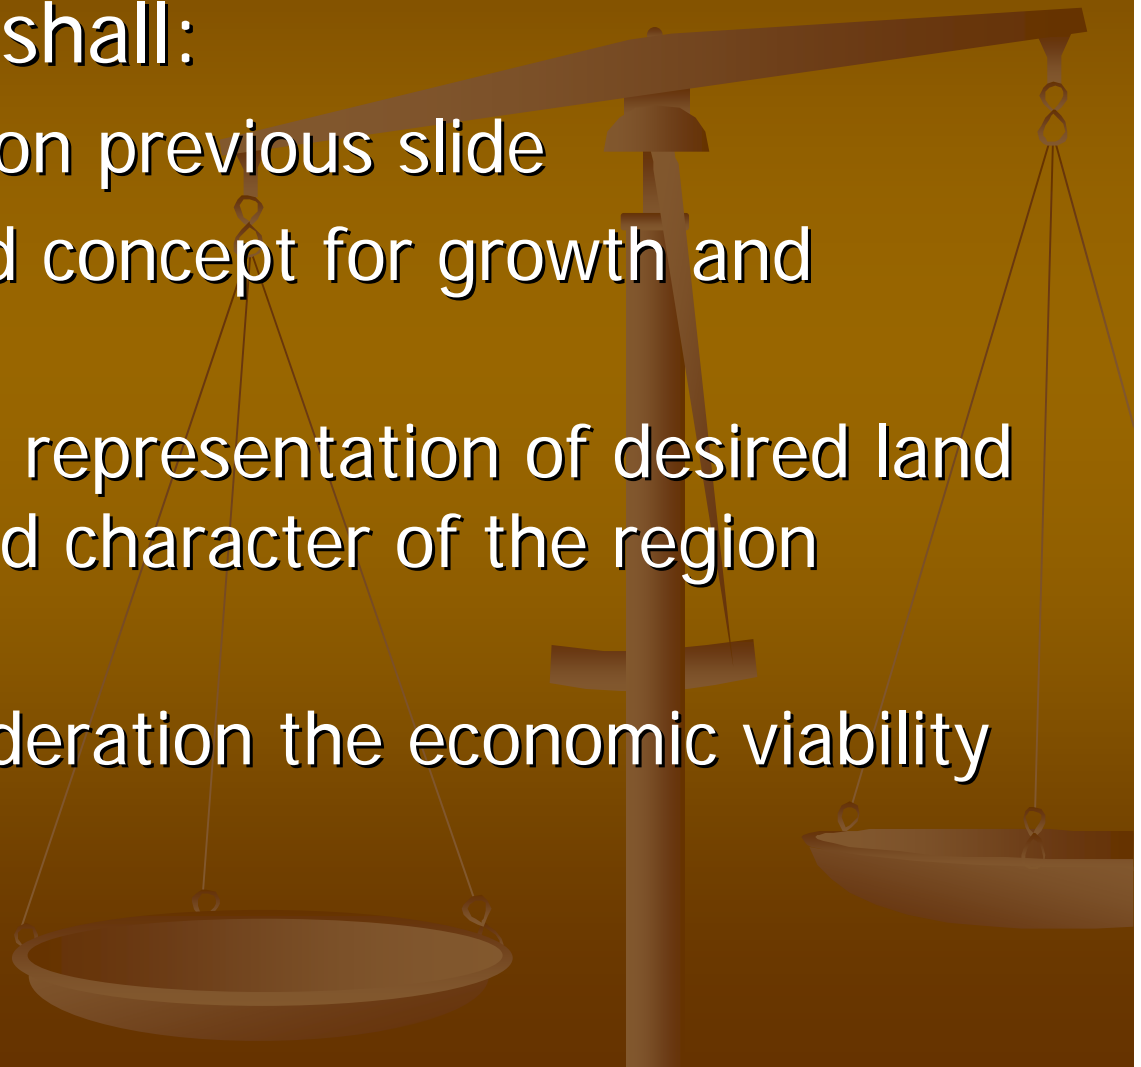 shall:
on previous slide
concept for growth and
representation of desired land
character of the region
the economic viability